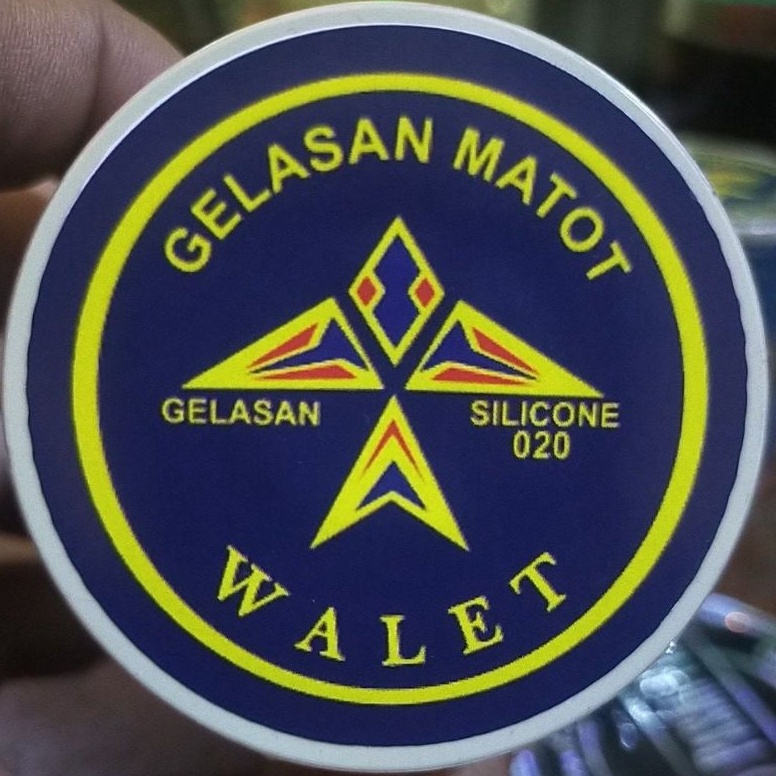 GELASAN MATOT
GELASAN
SILICONE
020
WALET